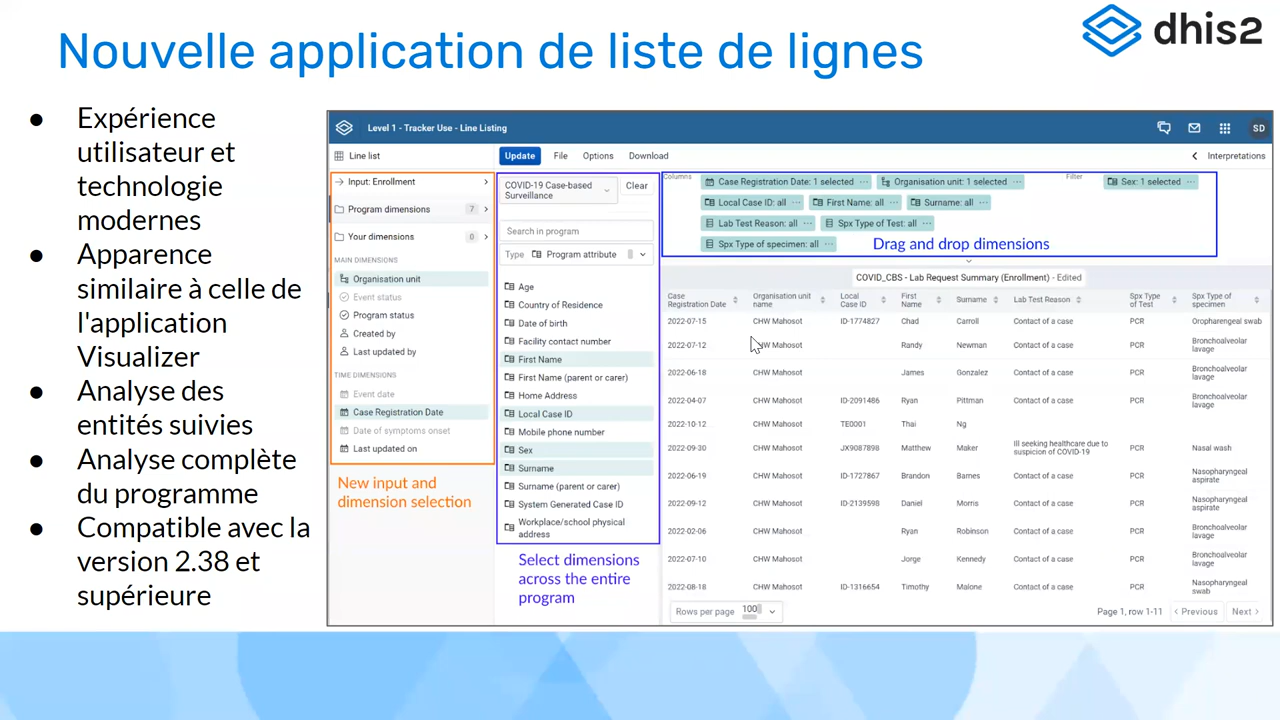 Nouvelle application de liste de lignes
dhis2
● Expérience
utilisateur et
technologie
modernes
● Apparence
similaire à celle de
l'application
Visualizer
● Analyse des
entités suivies
● Analyse complète
du programme
● Compatible avec la
version 2.38 et
supérieure
Level 1 - Tracker Use - Line Listing
SD
Line list
Update File Options Download
Interpretations
Input: Enrollment
Program dimensions 7
Your dimensions 0
MAIN DIMENSIONS
Organisation unit
Event status
Program status
Created by
Last updated by
TIME DIMENSIONS
Event date
Case Registration Date
Date of symptoms onset
Last updated on
New input and
dimension selection
COVID-19 Case-based
Surveillance
Clear
Search in program
Type Program attribute
Age
Country of Residence
Date of birth
Facility contact number
First Name
First Name (parent or carer)
Home Address
Local Case ID
Mobile phone number
Sex
Surname
Surname (parent or carer)
System Generated Case ID
Workplace/school physical
address
Select dimensions
across the entire
program
Columns
Case Registration Date: 1 selected ··· Organisation unit: 1 selected ···
Local Case ID: all ··· First Name: all ··· Surname: all ···
Lab Test Reason: all ··· Spx Type of Test: all ···
Spx Type of specimen: all ···
Filter
Sex: 1 selected ···
Drag and drop dimensions
COVID_CBS - Lab Request Summary (Enrollment) - Edited
Case Registration Date Organisation unit name Local Case ID First Name Surname Lab Test Reason Spx Type of Test Spx Type of specimen
2022-07-15 CHW Mahosot ID-1774827 Chad Carroll Contact of a case PCR Oropharengeal swab
2022-07-12 CHW Mahosot Randy Newman Contact of a case PCR Bronchoalveolar lavage
2022-06-18 CHW Mahosot James Gonzalez Contact of a case PCR Bronchoalveolar lavage
2022-04-07 CHW Mahosot ID-2091486 Ryan Pittman Contact of a case PCR Bronchoalveolar lavage
2022-10-12 CHW Mahosot TE0001 Thai Ng
2022-09-30 CHW Mahosot JX9087898 Matthew Maker Ill seeking healthcare due to suspicion of COVID-19 PCR Nasal wash
2022-06-19 CHW Mahosot ID-1727867 Brandon Barnes Contact of a case PCR Nasopharyngeal aspirate
2022-09-12 CHW Mahosot ID-2139598 Daniel Morris Contact of a case PCR Nasopharyngeal aspirate
2022-02-06 CHW Mahosot Ryan Robinson Contact of a case PCR Bronchoalveolar lavage
2022-07-10 CHW Mahosot Jorge Kennedy Contact of a case PCR Bronchoalveolar lavage
2022-08-18 CHW Mahosot ID-1316654 Timothy Malone Contact of a case PCR Nasopharyngeal swab
Rows per page 100
Page 1, row 1-11 Previous Next